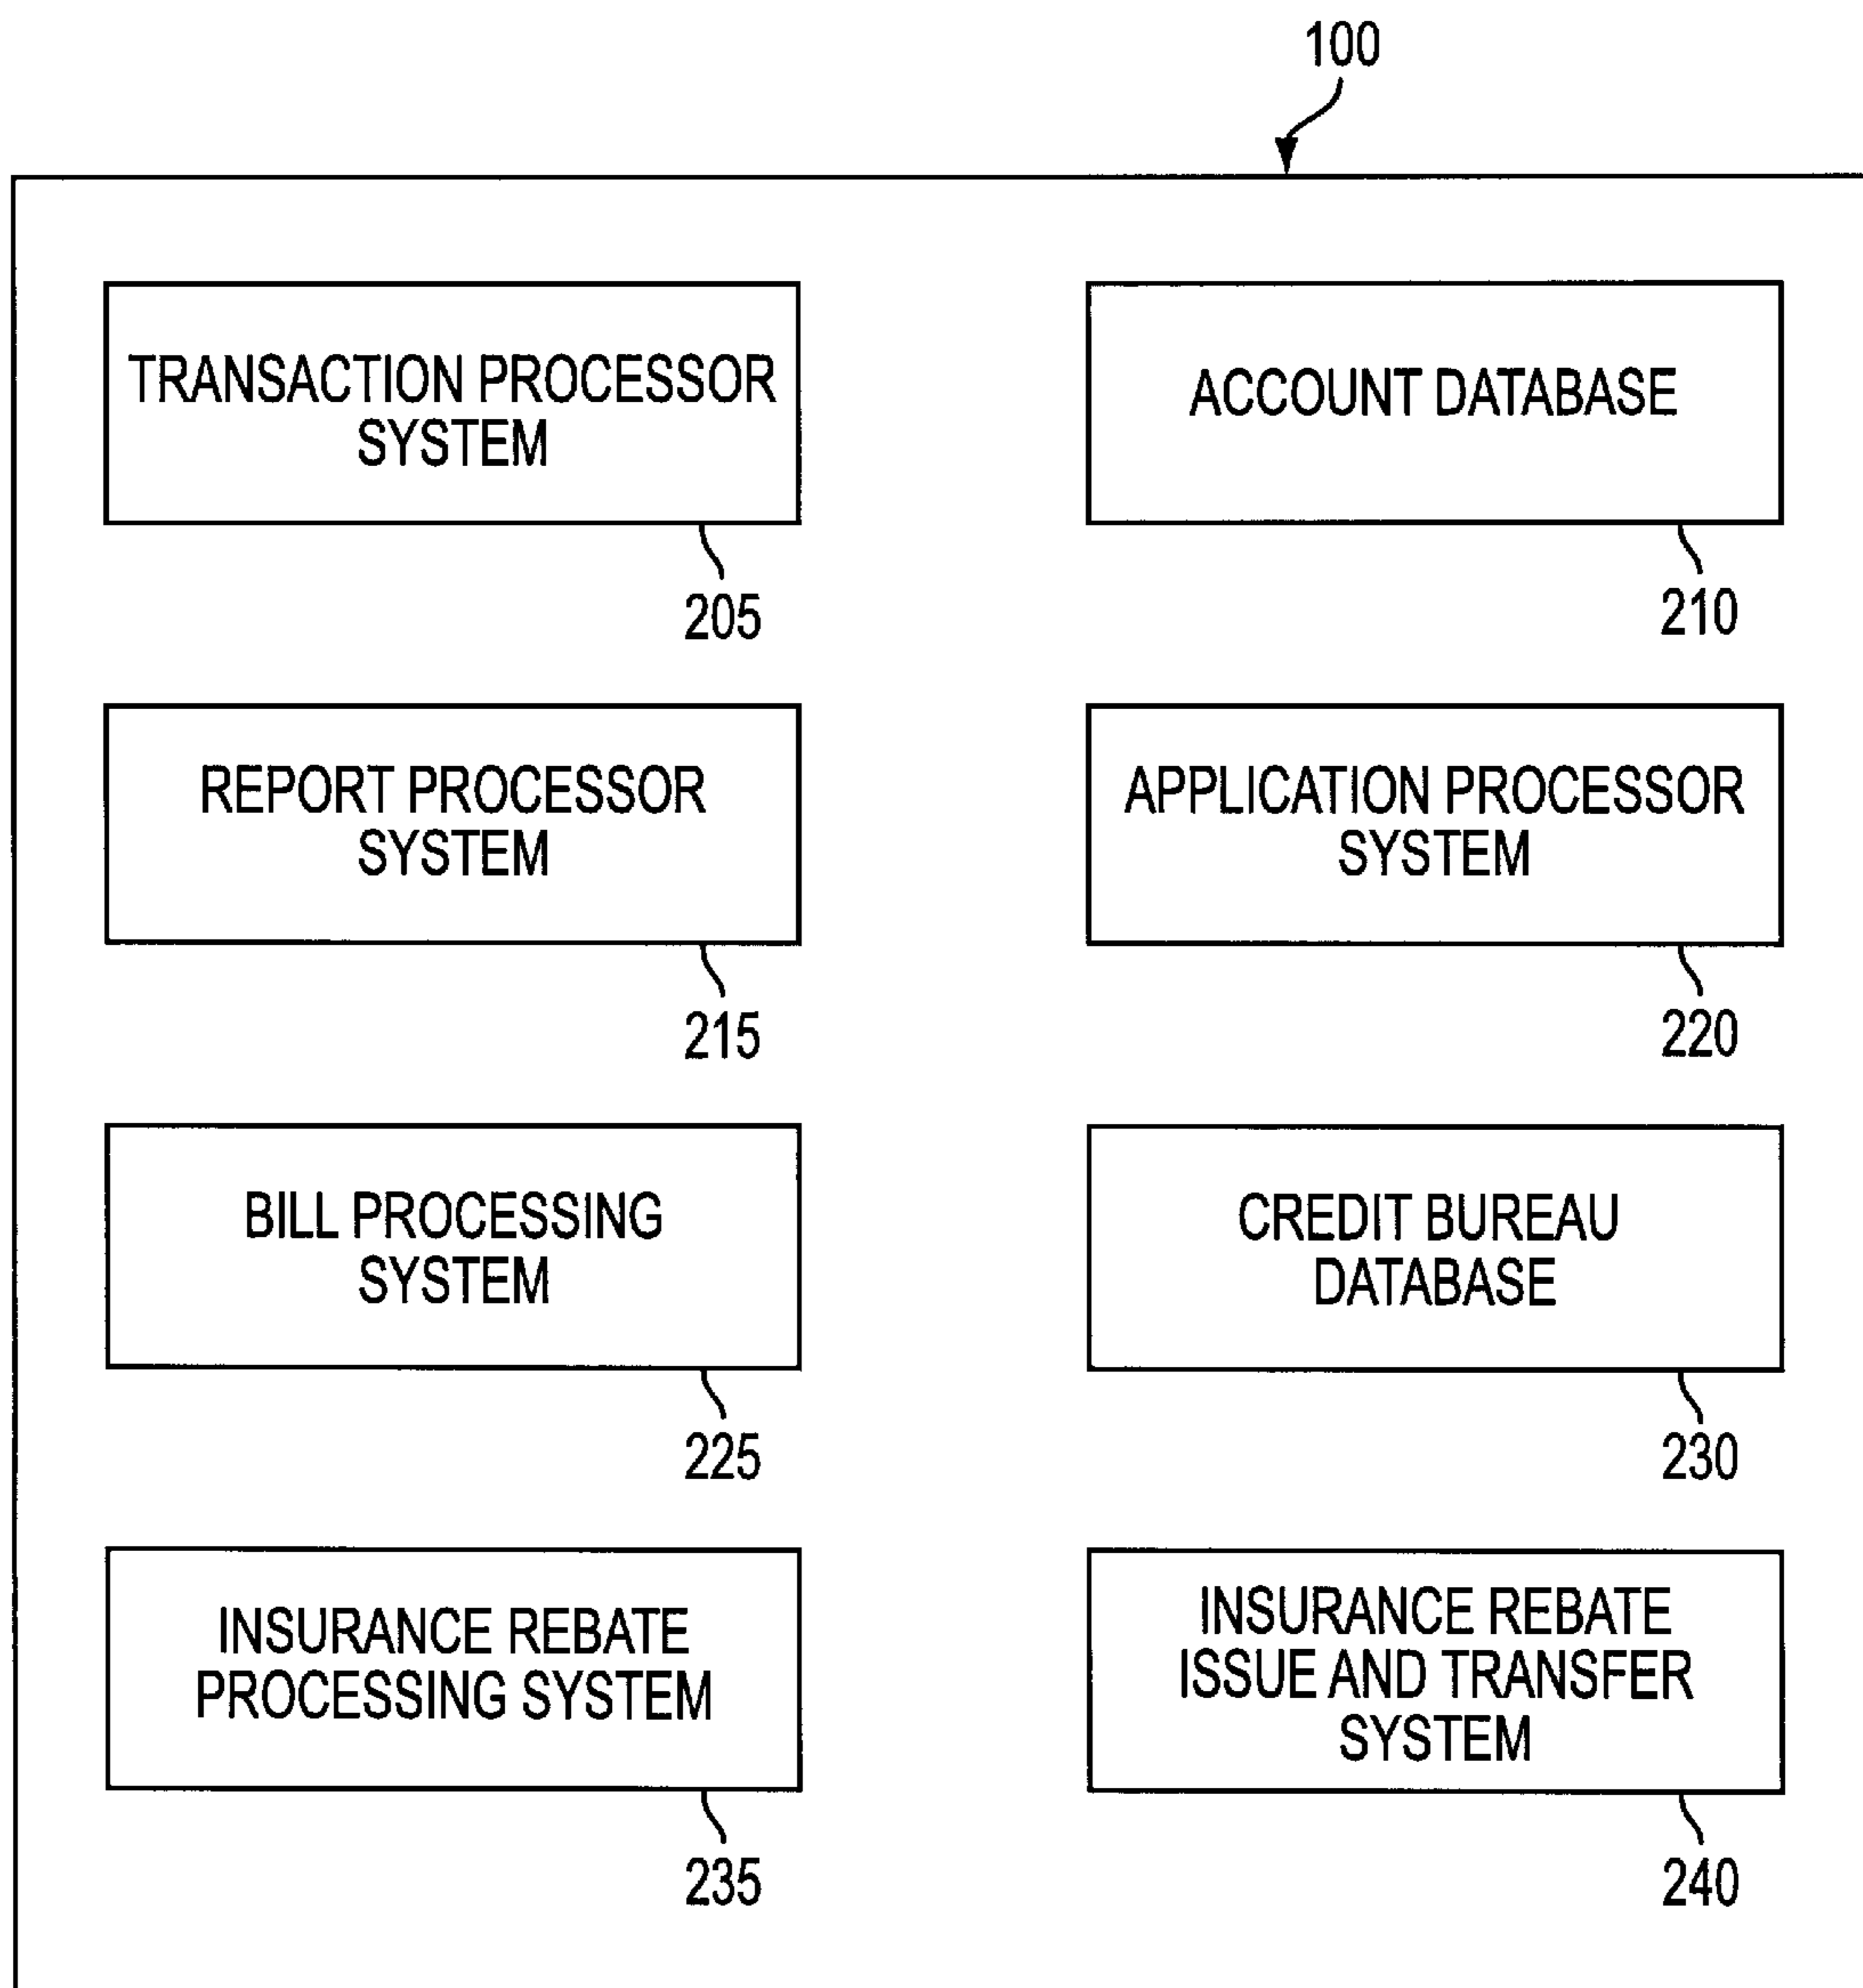 100
TRANSACTION PROCESSOR
SYSTEM
205
ACCOUNT DATABASE
210
REPORT PROCESSOR
SYSTEM
215
APPLICATION PROCESSOR
SYSTEM
220
BILL PROCESSING
SYSTEM
225
CREDIT BUREAU
DATABASE
230
INSURANCE REBATE
PROCESSING SYSTEM
235
INSURANCE REBATE
ISSUE AND TRANSFER
SYSTEM
240